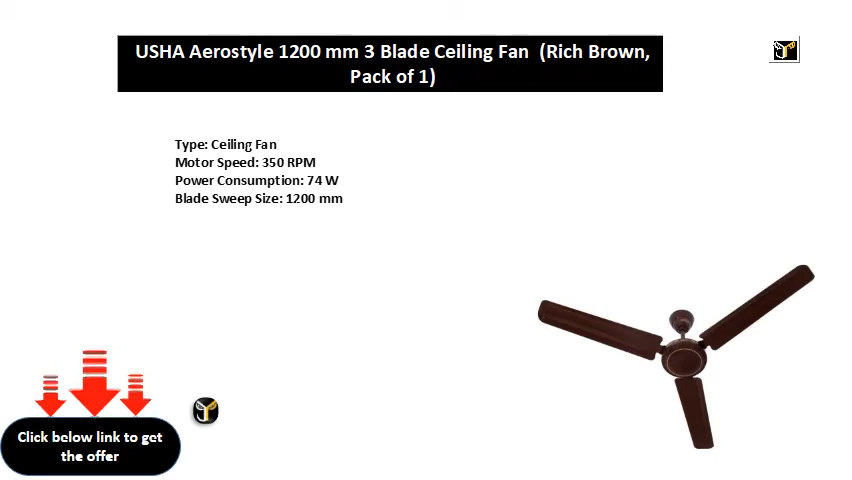 USHA Aerostyle 1200 mm 3 Blade Ceiling Fan (Rich Brown,
Pack of 1)
Type: Ceiling Fan
Motor Speed: 350 RPM
Power Consumption: 74 W
Blade Sweep Size: 1200 mm
Click below link to get
the offer